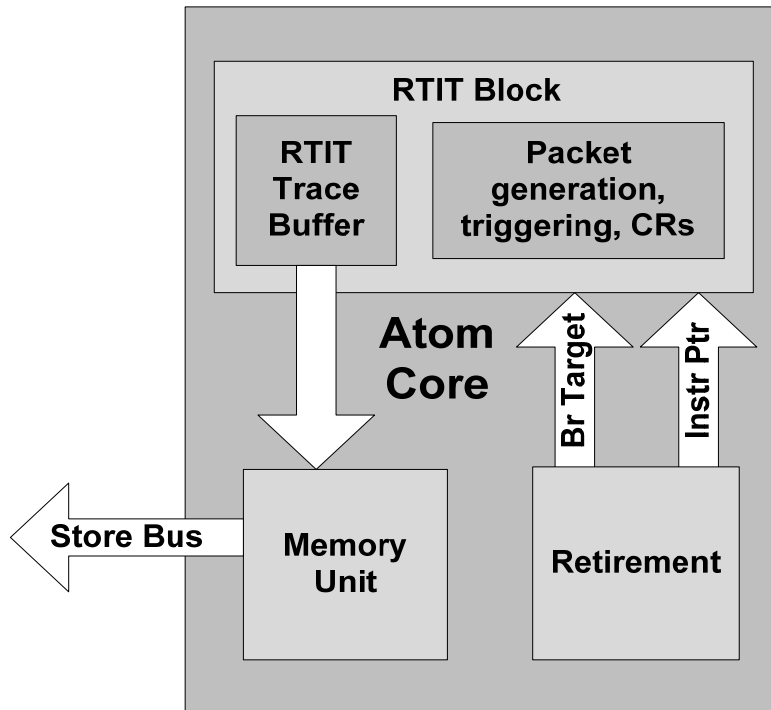 RTIT Block
RTIT
Trace
Buffer
Packet
generation,
triggering, CRs
Atom
Core
Br Target
Instr Ptr
Store Bus
Memory
Unit
Retirement